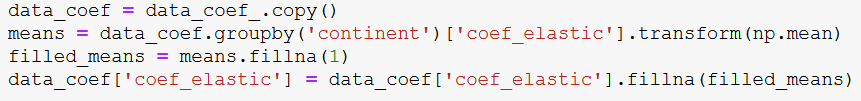 data_coef = data_coef_.copy()
means = data_coef.groupby('continent')['coef_elastic'].transform(np.mean)
filled_means = means.fillna(1)
data_coef['coef_elastic'] = data_coef['coef_elastic'].fillna(filled_means)